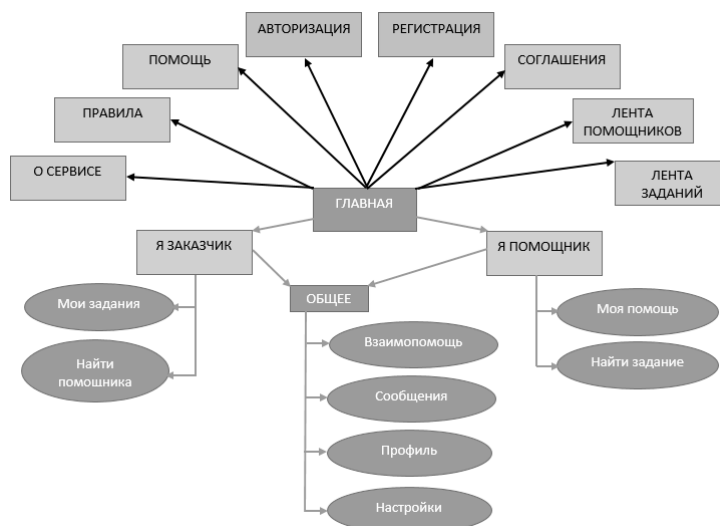 АВТОРИЗАЦИЯ
РЕГИСТРАЦИЯ
ПОМОЩЬ
СОГЛАШЕНИЯ
ПРАВИЛА
ЛЕНТА
ПОМОЩНИКОВ
О СЕРВИСЕ
ЛЕНТА
ЗАДАНИЙ
ГЛАВНАЯ
Я ЗАКАЗЧИК
Я ПОМОЩНИК
ОБЩЕЕ
Мои задания
Моя помощь
Взаимопомощь
Найти
помощника
Найти задание
Сообщения
Профиль
Настройки